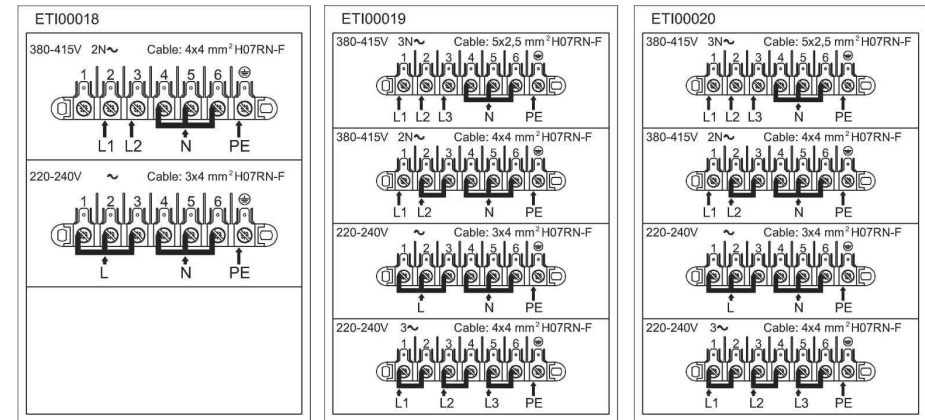 ETI00018
380-415V 2N~ Cable: 4x4 mm² H07RN-F
1 2 3 4 5 6
L1 L2 N PE
220-240V ~ Cable: 3x4 mm² H07RN-F
1 2 3 4 5 6
L N PE
ETI00019
380-415V 3N~ Cable: 5x2,5 mm² H07RN-F
1 2 3 4 5 6
L1 L2 L3 N PE
380-415V 2N~ Cable: 4x4 mm² H07RN-F
1 2 3 4 5 6
L1 L2 N PE
220-240V ~ Cable: 3x4 mm² H07RN-F
1 2 3 4 5 6
L N PE
220-240V 3~ Cable: 4x4 mm² H07RN-F
1 2 3 4 5 6
L1 L2 L3 PE
ETI00020
380-415V 3N~ Cable: 5x2,5 mm² H07RN-F
1 2 3 4 5 6
L1 L2 L3 N PE
380-415V 2N~ Cable: 4x4 mm² H07RN-F
1 2 3 4 5 6
L1 L2 N PE
220-240V ~ Cable: 3x4 mm² H07RN-F
1 2 3 4 5 6
L N PE
220-240V 3~ Cable: 4x4 mm² H07RN-F
1 2 3 4 5 6
L1 L2 L3 PE